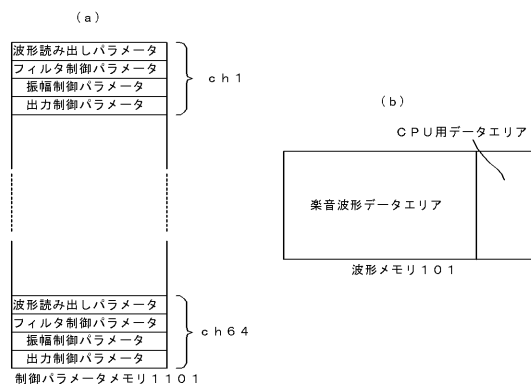 (a)
波形読み出しパラメータ
フィルタ制御パラメータ
振幅制御パラメータ
出力制御パラメータ
ch1
波形読み出しパラメータ
フィルタ制御パラメータ
振幅制御パラメータ
出力制御パラメータ
ch64
制御パラメータメモリ1101
(b)
CPU用データエリア
楽音波形データエリア
波形メモリ101